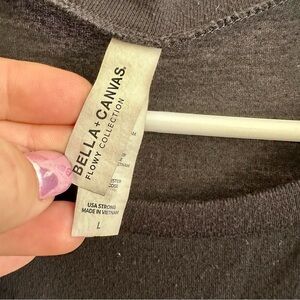 BELLA+CANVAS.
FLOWY COLLECTION
USA STRONG
MADE IN VIETNAM
L